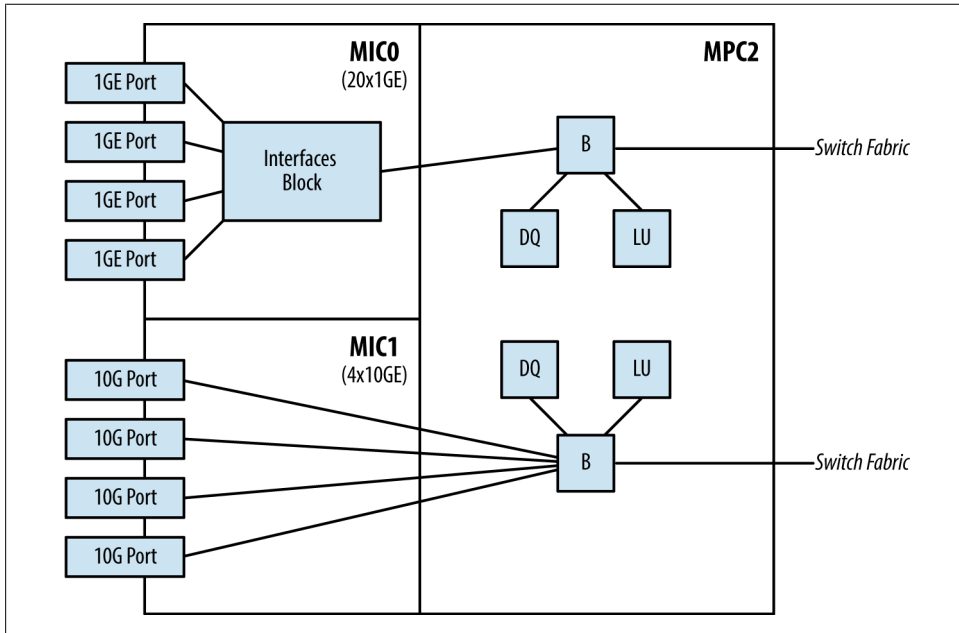 MIC0
(20x1GE)
MPC2
1GE Port
1GE Port
1GE Port
1GE Port
Interfaces
Block
B
Switch Fabric
DQ
LU
MIC1
(4x10GE)
10G Port
10G Port
10G Port
10G Port
DQ
LU
B
Switch Fabric